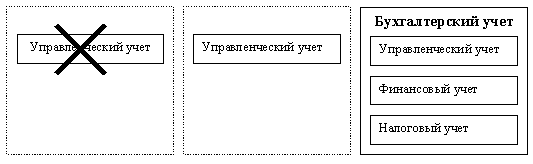 Управленческий учет
Управленческий учет
Бухгалтерский учет
Управленческий учет
Финансовый учет
Налоговый учет